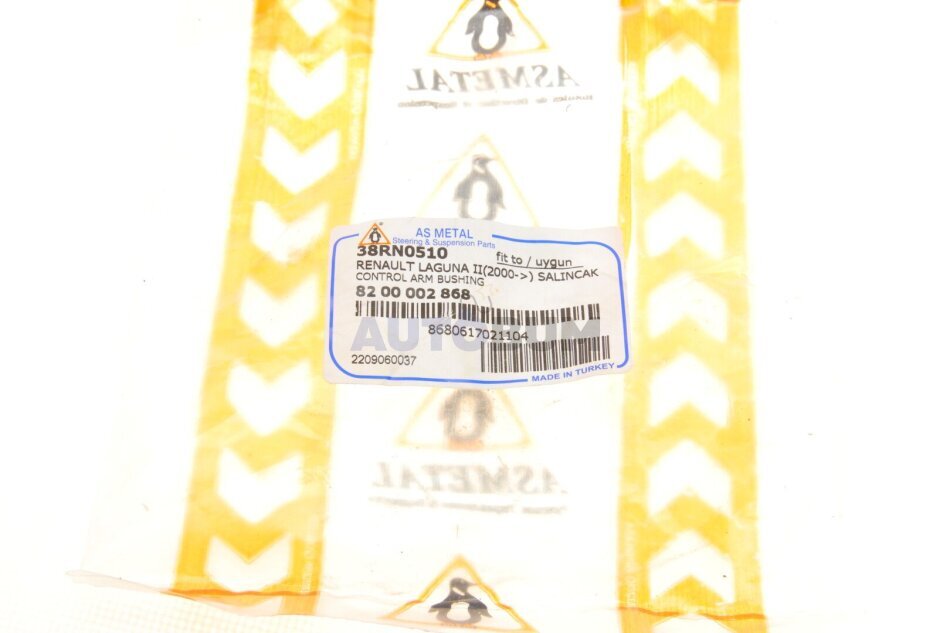 ASMETAL
AS METAL
Steering & Suspension Parts
38RN0510
fit to / uygun
RENAULT LAGUNA II(2000->) SALINCAK
CONTROL ARM BUSHING
82 00 002 868
AUTODUM
8680617021104
2209060037
MADE IN TURKEY
ASMETAL